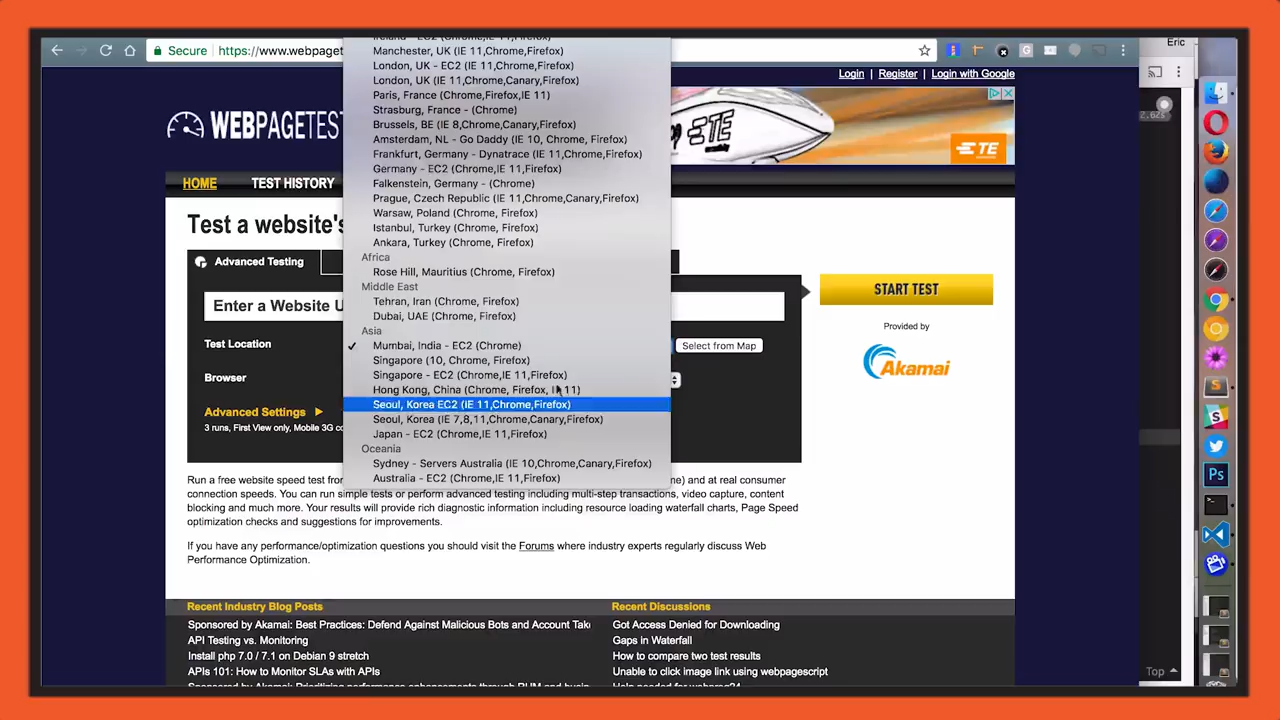 Eric
Secure https://www.webpaget
Ireland - EC2 (IE 11,Chrome,Firefox)
Manchester, UK (IE 11,Chrome,Firefox)
London, UK - EC2 (IE 11,Chrome,Firefox)
London, UK (IE 11,Chrome,Canary,Firefox)
Paris, France (Chrome,Firefox,IE 11)
Strasburg, France - (Chrome)
Brussels, BE (IE 8,Chrome,Canary,Firefox)
Amsterdam, NL - Go Daddy (IE 10, Chrome, Firefox)
Frankfurt, Germany - Dynatrace (IE 11,Chrome,Firefox)
Germany - EC2 (Chrome,IE 11,Firefox)
Falkenstein, Germany - (Chrome)
Prague, Czech Republic (IE 11,Chrome,Canary,Firefox)
Warsaw, Poland (Chrome, Firefox)
Istanbul, Turkey (Chrome, Firefox)
Ankara, Turkey (Chrome, Firefox)
Africa
Rose Hill, Mauritius (Chrome, Firefox)
Middle East
Tehran, Iran (Chrome, Firefox)
Dubai, UAE (Chrome, Firefox)
Asia
Mumbai, India - EC2 (Chrome)
Singapore (10, Chrome, Firefox)
Singapore - EC2 (Chrome,IE 11,Firefox)
Hong Kong, China (Chrome, Firefox, IE 11)
Seoul, Korea EC2 (IE 11,Chrome,Firefox)
Seoul, Korea (IE 7,8,11,Chrome,Canary,Firefox)
Japan - EC2 (Chrome,IE 11,Firefox)
Oceania
Sydney - Servers Australia (IE 10,Chrome,Canary,Firefox)
Australia - EC2 (Chrome,IE 11,Firefox)
Login Register Login with Google
WEBPAGETEST
ETE
TE
2.62s
HOME TEST HISTORY
Test a website's
Advanced Testing
Enter a Website U
START TEST
Test Location
Select from Map
Provided by
Akamai
Browser
Advanced Settings
3 runs, First View only, Mobile 3G co
Run a free website speed test from
me) and at real consumer
connection speeds. You can run simple tests or perform advanced testing including multi-step transactions, video capture, content
blocking and much more. Your results will provide rich diagnostic information including resource loading waterfall charts, Page Speed
optimization checks and suggestions for improvements.
If you have any performance/optimization questions you should visit the Forums where industry experts regularly discuss Web
Performance Optimization.
Recent Industry Blog Posts
Sponsored by Akamai: Best Practices: Defend Against Malicious Bots and Account Take
API Testing vs. Monitoring
Install php 7.0 / 7.1 on Debian 9 stretch
APIs 101: How to Monitor SLAs with APIs
Recent Discussions
Got Access Denied for Downloading
Gaps in Waterfall
How to compare two test results
Unable to click image link using webpagescript
Top
Ps